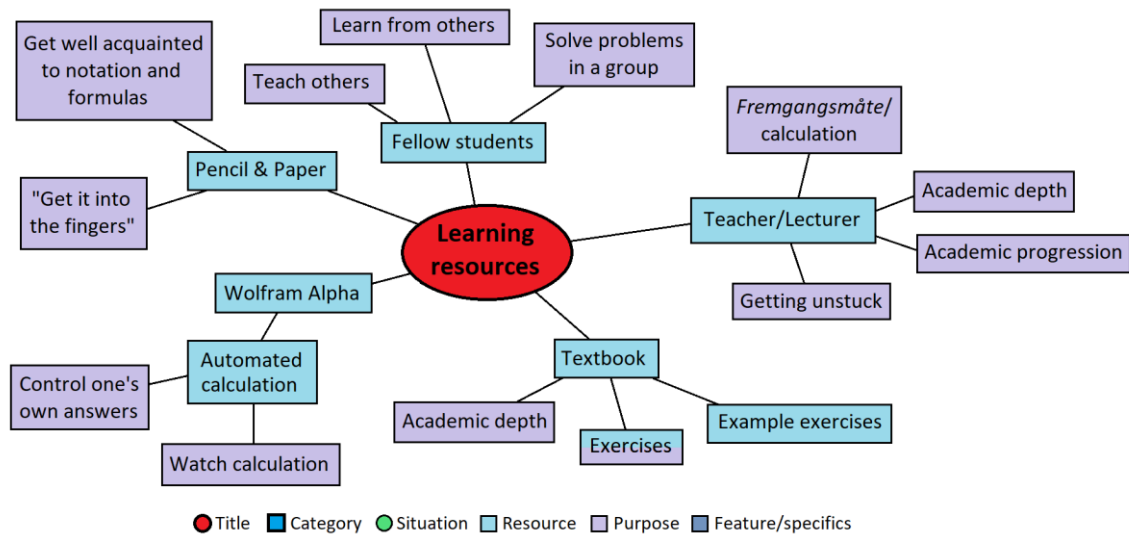 Get well acquainted
to notation and
formulas
Learn from others
Teach others
Solve problems
in a group
Fellow students
Pencil & Paper
"Get it into
the fingers"
Fremgangsmåte/
calculation
Teacher/Lecturer
Academic depth
Academic progression
Getting unstuck
Learning
resources
Wolfram Alpha
Automated
calculation
Control one's
own answers
Watch calculation
Textbook
Academic depth
Exercises
Example exercises
Title Category Situation Resource Purpose Feature/specifics